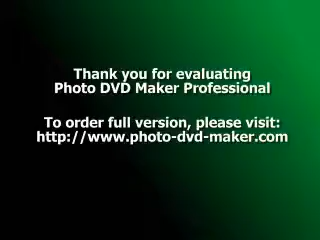 Thank you for evaluating
Photo DVD Maker Professional
To order full version, please visit:
http://www.photo-dvd-maker.com